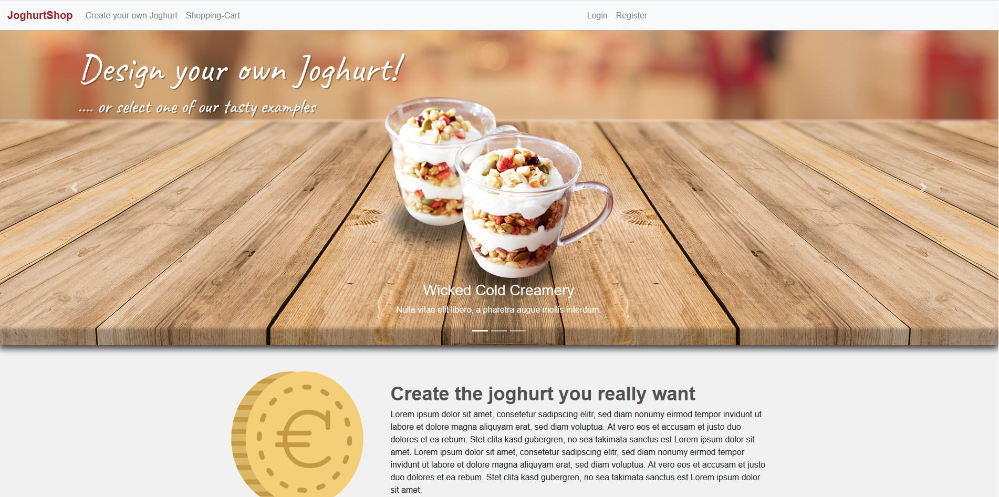 JoghurtShop Create your own Joghurt Shopping-Cart Login Register
Design your own Joghurt!
.... or select one of our tasty examples
Wicked Cold Creamery
Nulla vitae elit libero, a pharetra augue mollis interdum.
€
Create the joghurt you really want
Lorem ipsum dolor sit amet, consetetur sadipscing elitr, sed diam nonumy eirmod tempor invidunt ut
labore et dolore magna aliquyam erat, sed diam voluptua. At vero eos et accusam et justo duo
dolores et ea rebum. Stet clita kasd gubergren, no sea takimata sanctus est Lorem ipsum dolor sit
amet. Lorem ipsum dolor sit amet, consetetur sadipscing elitr, sed diam nonumy eirmod tempor
invidunt ut labore et dolore magna aliquyam erat, sed diam voluptua. At vero eos et accusam et justo
duo dolores et ea rebum. Stet clita kasd gubergren, no sea takimata sanctus est Lorem ipsum dolor
sit amet.